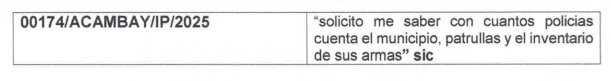 00174/ACAMBAY/IP/2025
“solicito me saber con cuantos policias
cuenta el municipio, patrullas y el inventario
de sus armas” sic